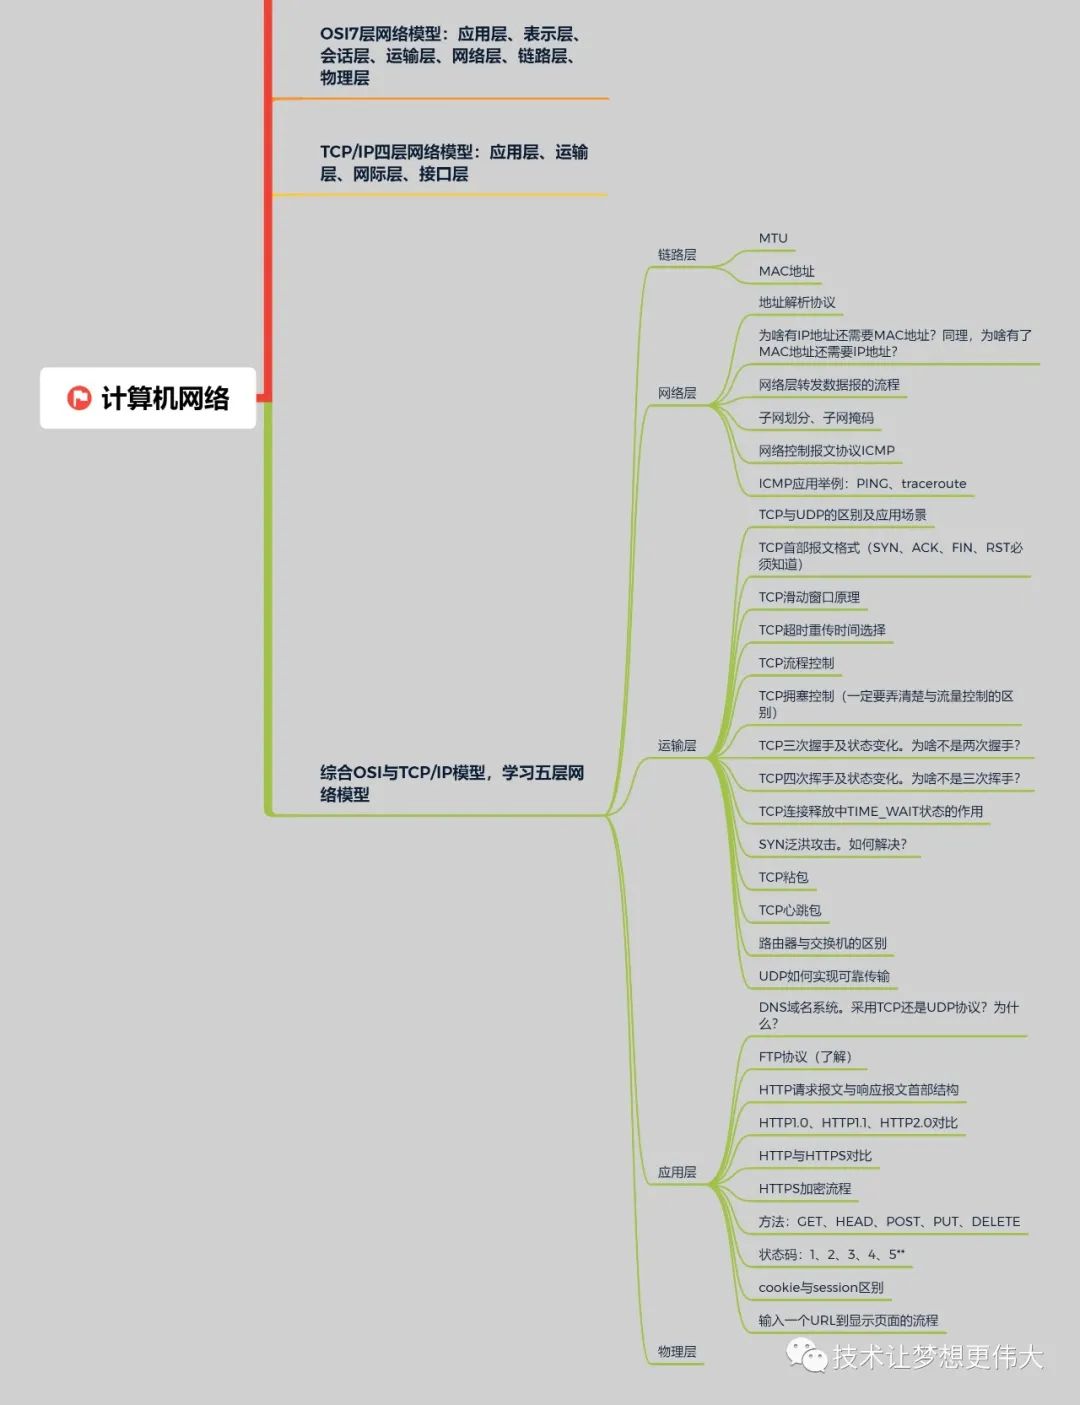 OSI7层网络模型：应用层、表示层、
会话层、运输层、网络层、链路层、
物理层
TCP/IP四层网络模型：应用层、运输
层、网际层、接口层
计算机网络
综合OSI与TCP/IP模型，学习五层网
络模型
链路层
MTU
MAC地址
网络层
地址解析协议
为啥有IP地址还需要MAC地址？同理，为啥有了
MAC地址还需要IP地址？
网络层转发数据报的流程
子网划分、子网掩码
网络控制报文协议ICMP
ICMP应用举例：PING、traceroute
运输层
TCP与UDP的区别及应用场景
TCP首部报文格式（SYN、ACK、FIN、RST必
须知道）
TCP滑动窗口原理
TCP超时重传时间选择
TCP流程控制
TCP拥塞控制（一定要弄清楚与流量控制的区
别）
TCP三次握手及状态变化。为啥不是两次握手？
TCP四次挥手及状态变化。为啥不是三次挥手？
TCP连接释放中TIME_WAIT状态的作用
SYN泛洪攻击。如何解决？
TCP粘包
TCP心跳包
路由器与交换机的区别
UDP如何实现可靠传输
应用层
DNS域名系统。采用TCP还是UDP协议？为什
么？
FTP协议（了解）
HTTP请求报文与响应报文首部结构
HTTP1.0、HTTP1.1、HTTP2.0对比
HTTP与HTTPS对比
HTTPS加密流程
方法：GET、HEAD、POST、PUT、DELETE
状态码：1、2、3、4、5**
cookie与session区别
输入一个URL到显示页面的流程
物理层
技术让梦想更伟大